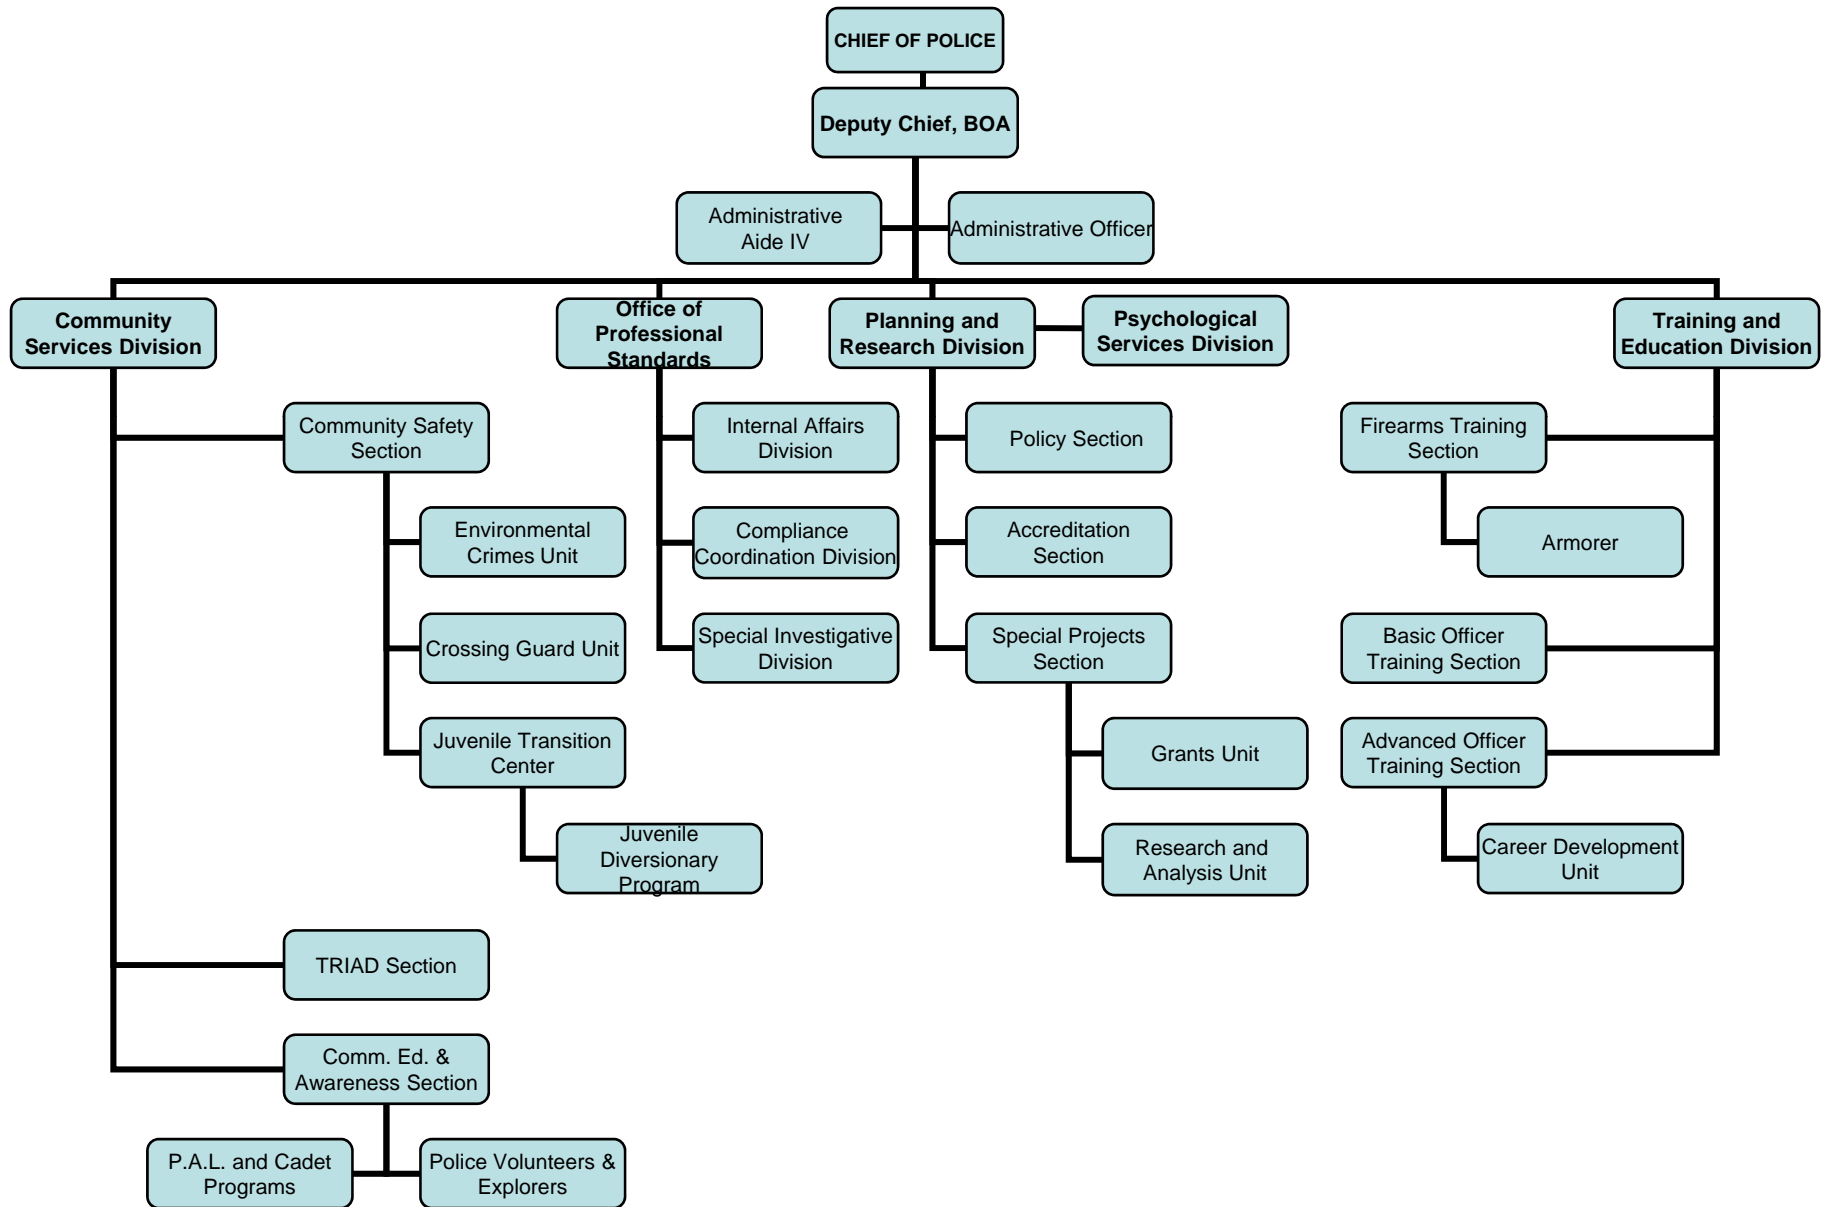 CHIEF OF POLICE
Deputy Chief, BOA
Administrative
Aide IV
Administrative Officer
Community
Services Division
Office of
Professional
Standards
Planning and
Research Division
Psychological
Services Division
Training and
Education Division
Community Safety
Section
Internal Affairs
Division
Policy Section
Firearms Training
Section
Environmental
Crimes Unit
Compliance
Coordination Division
Accreditation
Section
Armorer
Crossing Guard Unit
Special Investigative
Division
Special Projects
Section
Basic Officer
Training Section
Juvenile Transition
Center
Grants Unit
Advanced Officer
Training Section
Juvenile
Diversionary
Program
Research and
Analysis Unit
Career Development
Unit
TRIAD Section
Comm. Ed. &
Awareness Section
P.A.L. and Cadet
Programs
Police Volunteers &
Explorers